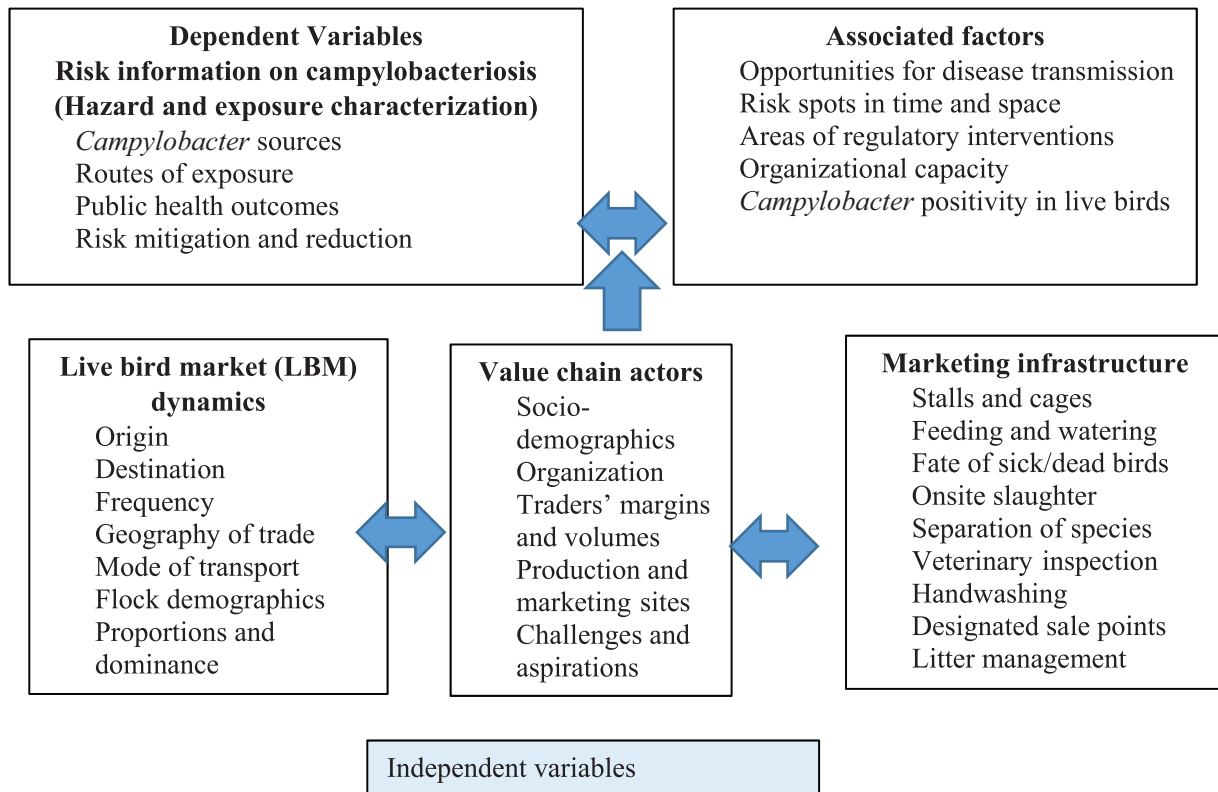 Dependent Variables
Risk information on campylobacteriosis
(Hazard and exposure characterization)
Campylobacter sources
Routes of exposure
Public health outcomes
Risk mitigation and reduction
Associated factors
Opportunities for disease transmission
Risk spots in time and space
Areas of regulatory interventions
Organizational capacity
Campylobacter positivity in live birds
Live bird market (LBM)
dynamics
Origin
Destination
Frequency
Geography of trade
Mode of transport
Flock demographics
Proportions and
dominance
Value chain actors
Socio-
demographics
Organization
Traders’ margins
and volumes
Production and
marketing sites
Challenges and
aspirations
Marketing infrastructure
Stalls and cages
Feeding and watering
Fate of sick/dead birds
Onsite slaughter
Separation of species
Veterinary inspection
Handwashing
Designated sale points
Litter management
Independent variables